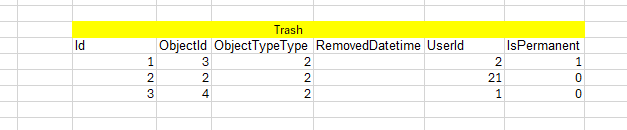 Trash
Id ObjectId ObjectTypeType RemovedDatetime UserId IsPermanent
1 3 2 2 1
2 2 2 21 0
3 4 2 1 0